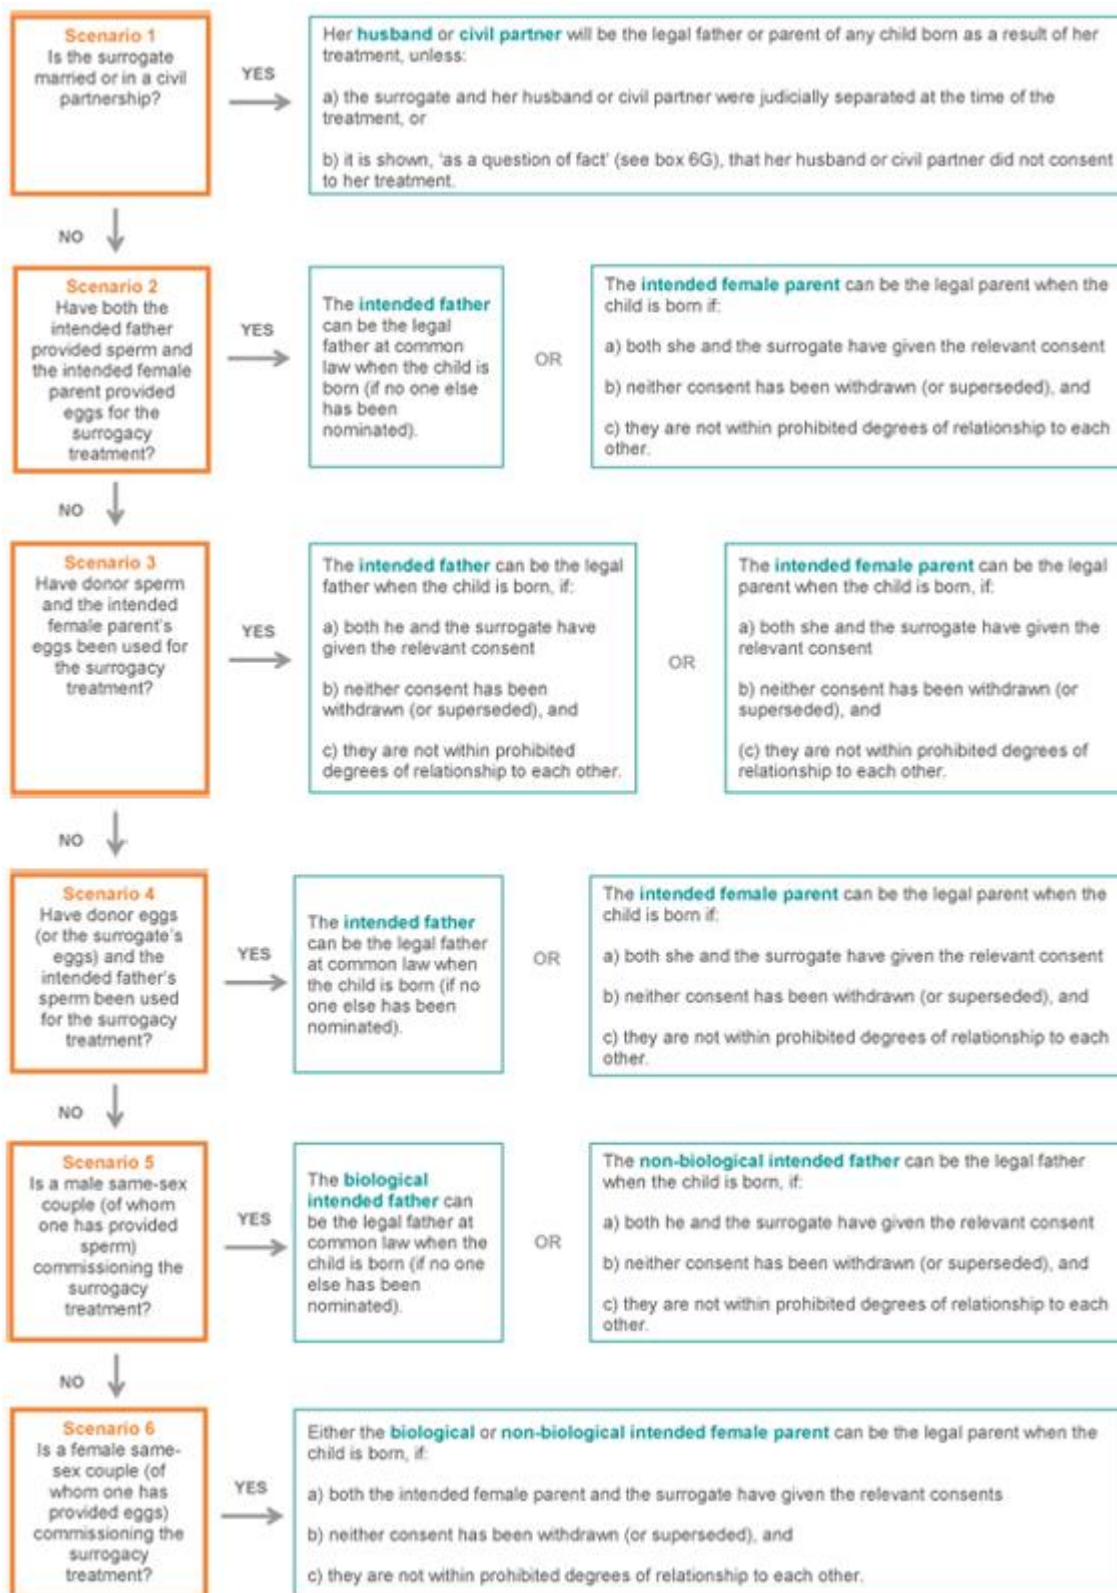 Scenario 1
Is the surrogate
married or in a civil
partnership?
YES
Her husband or civil partner will be the legal father or parent of any child born as a result of her
treatment, unless:
a) the surrogate and her husband or civil partner were judicially separated at the time of the
treatment, or
b) it is shown, 'as a question of fact' (see box 6G), that her husband or civil partner did not consent
to her treatment.
NO
Scenario 2
Have both the
intended father
provided sperm and
the intended female
parent provided
eggs for the
surrogacy
treatment?
YES
The intended father
can be the legal
father at common
law when the child is
born (if no one else
has been
nominated).
OR
The intended female parent can be the legal parent when the
child is born if:
a) both she and the surrogate have given the relevant consent
b) neither consent has been withdrawn (or superseded), and
c) they are not within prohibited degrees of relationship to each
other.
NO
Scenario 3
Have donor sperm
and the intended
female parent's
eggs been used for
the surrogacy
treatment?
YES
The intended father can be the legal
father when the child is born, if:
a) both he and the surrogate have
given the relevant consent
b) neither consent has been
withdrawn (or superseded), and
c) they are not within prohibited
degrees of relationship to each other.
OR
The intended female parent can be the legal
parent when the child is born, if:
a) both she and the surrogate have given the
relevant consent
b) neither consent has been withdrawn (or
superseded), and
(c) they are not within prohibited degrees of
relationship to each other.
NO
Scenario 4
Have donor eggs
(or the surrogate's
eggs) and the
intended father's
sperm been used
for the surrogacy
treatment?
YES
The intended father
can be the legal father
at common law when
the child is born (if no
one else has been
nominated).
OR
The intended female parent can be the legal parent when the
child is born if:
a) both she and the surrogate have given the relevant consent
b) neither consent has been withdrawn (or superseded), and
c) they are not within prohibited degrees of relationship to each
other.
NO
Scenario 5
Is a male same-sex
couple (of whom
one has provided
sperm)
commissioning the
surrogacy
treatment?
YES
The biological
intended father can
be the legal father at
common law when the
child is born (if no one
else has been
nominated).
OR
The non-biological intended father can be the legal father
when the child is born, if:
a) both he and the surrogate have given the relevant consent
b) neither consent has been withdrawn (or superseded), and
c) they are not within prohibited degrees of relationship to each
other.
NO
Scenario 6
Is a female same-
sex couple (of
whom one has
provided eggs)
commissioning the
surrogacy
treatment?
YES
Either the biological or non-biological intended female parent can be the legal parent when the
child is born, if:
a) both the intended female parent and the surrogate have given the relevant consents
b) neither consent has been withdrawn (or superseded), and
c) they are not within prohibited degrees of relationship to each other.